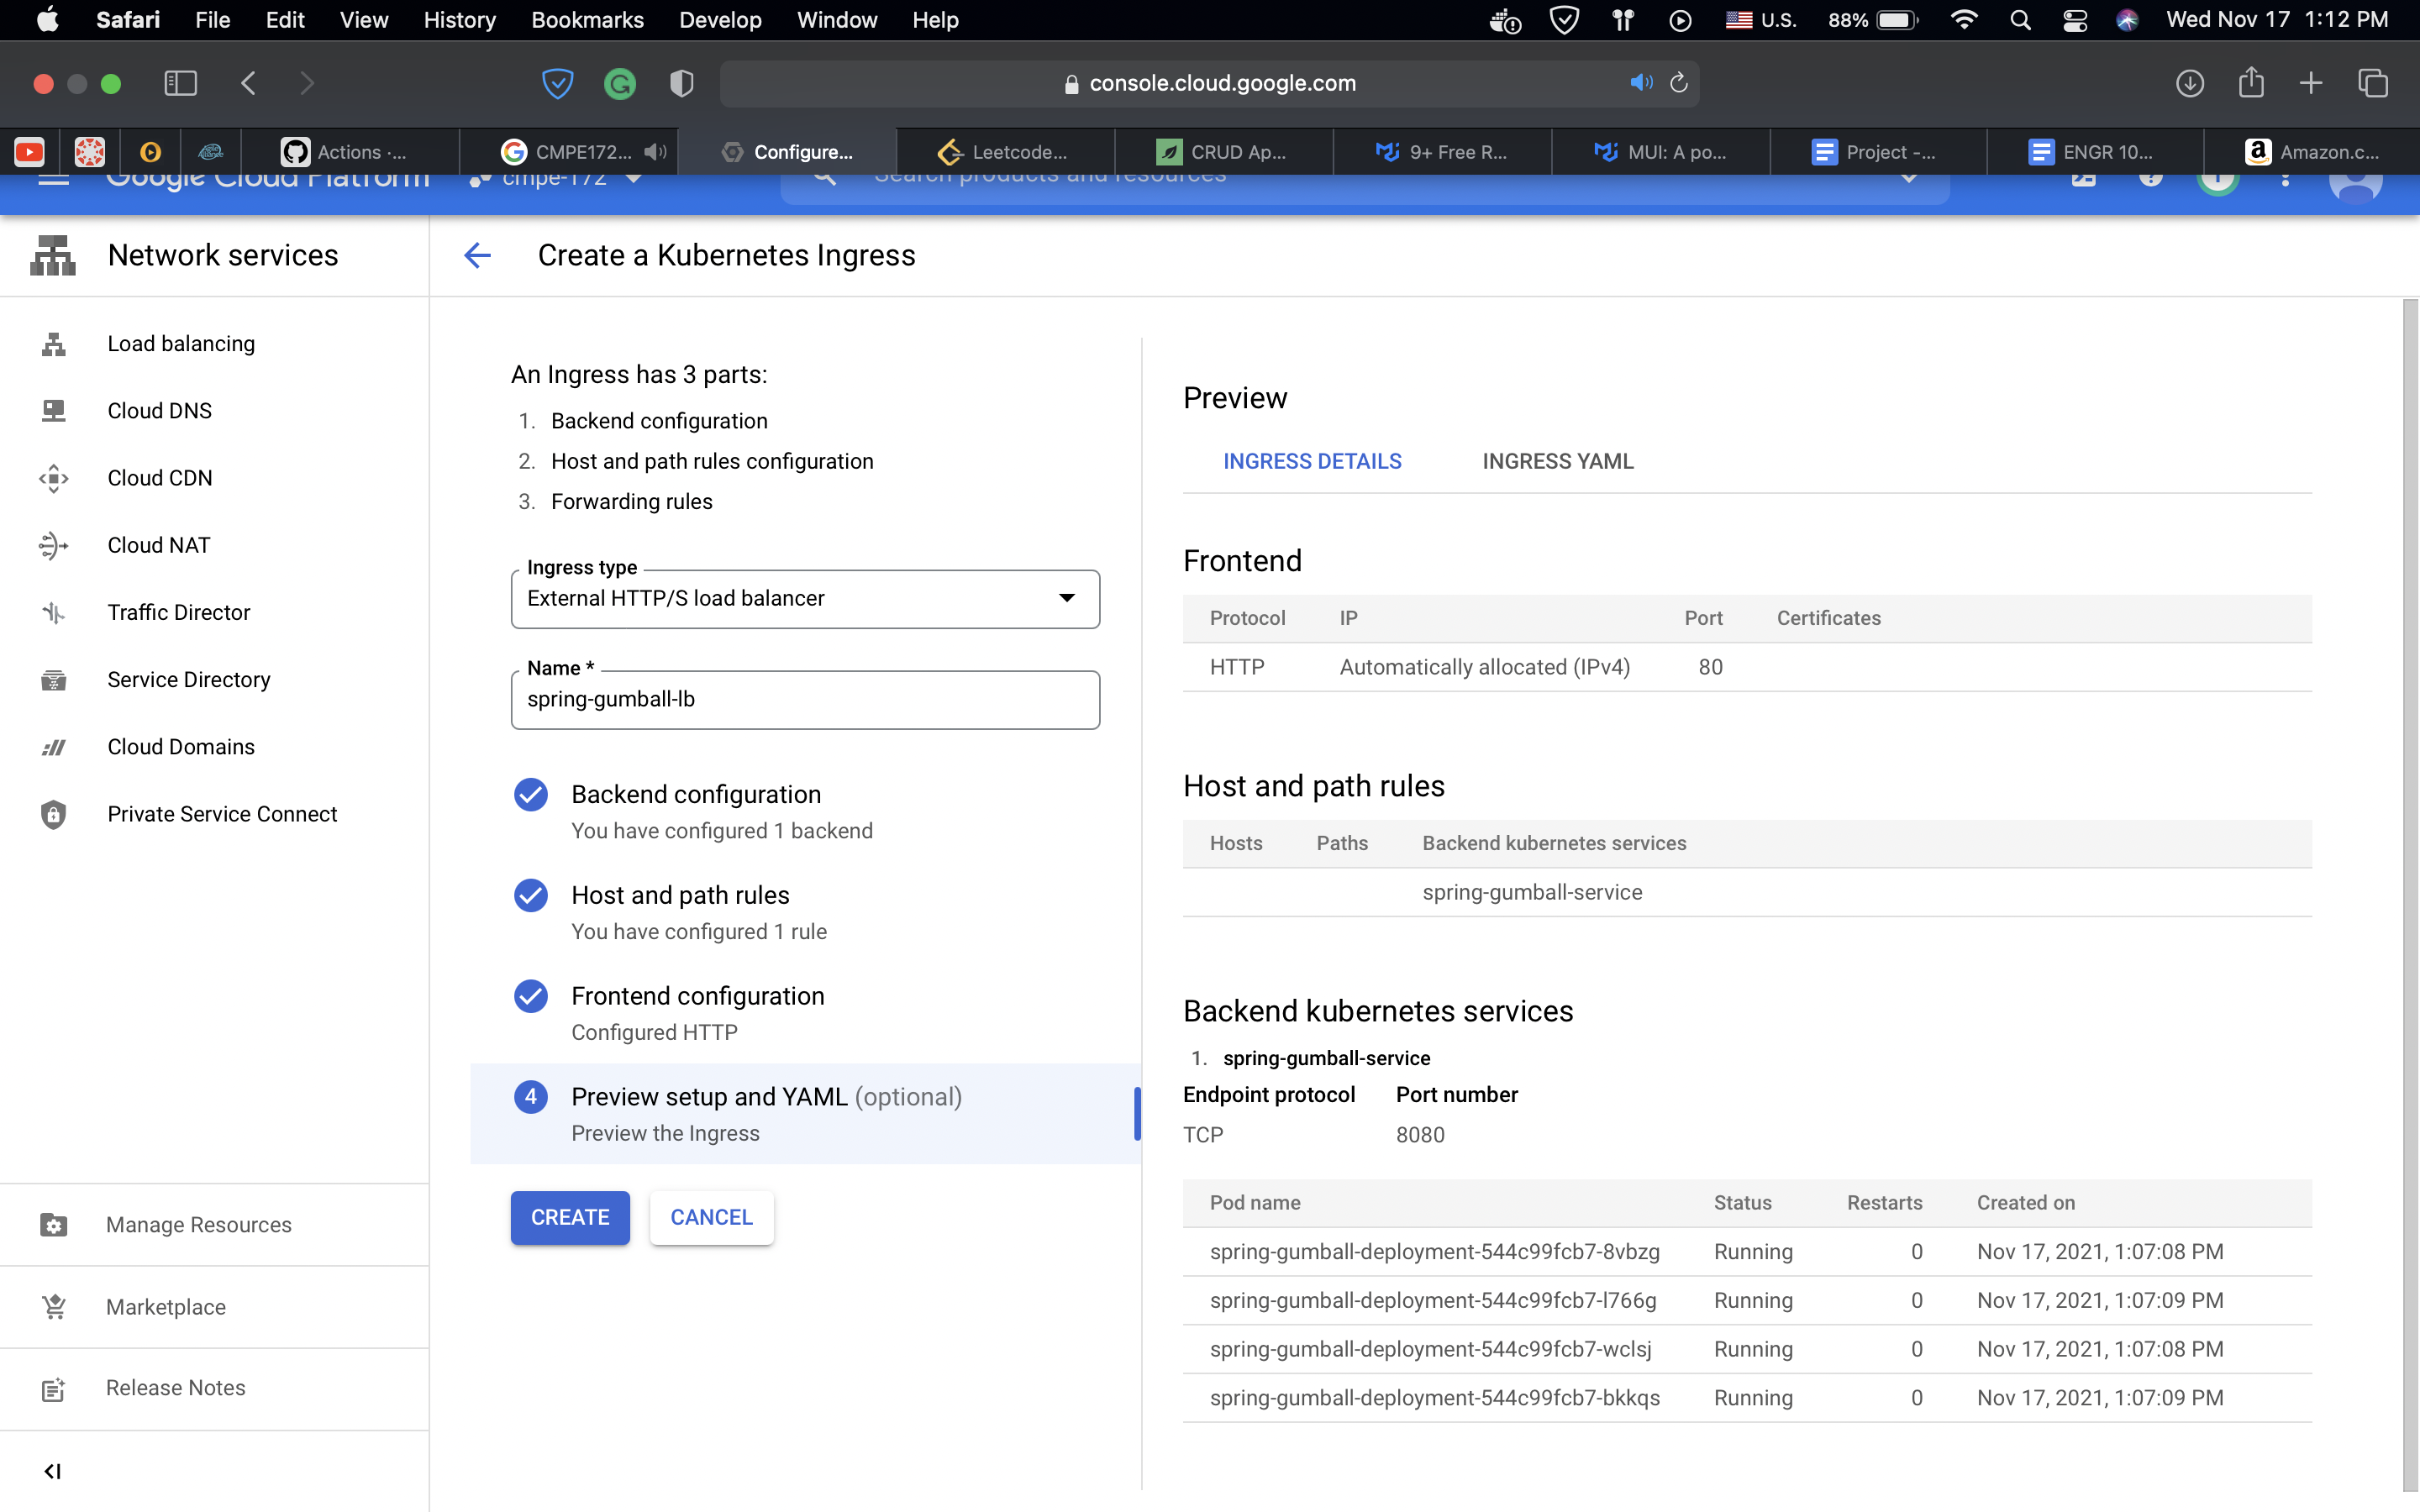 Safari File Edit View History Bookmarks Develop Window Help U.S. 88% Wed Nov 17 1:12 PM
console.cloud.google.com
Actions -... CMPE172... Configure... Leetcode... CRUD Ap... 9+ Free R... MUI: A po... Project -... ENGR 10... Amazon.c...
Google Cloud Platform cmpe-172 Search products and resources
Network services
Create a Kubernetes Ingress
Load balancing
Cloud DNS
Cloud CDN
Cloud NAT
Traffic Director
Service Directory
Cloud Domains
Private Service Connect
Manage Resources
Marketplace
Release Notes
An Ingress has 3 parts:
1. Backend configuration
2. Host and path rules configuration
3. Forwarding rules
Ingress type
External HTTP/S load balancer
Name *
spring-gumball-lb
Backend configuration
You have configured 1 backend
Host and path rules
You have configured 1 rule
Frontend configuration
Configured HTTP
4 Preview setup and YAML (optional)
Preview the Ingress
CREATE CANCEL
Preview
INGRESS DETAILS INGRESS YAML
Frontend
Protocol IP Port Certificates
HTTP Automatically allocated (IPv4) 80
Host and path rules
Hosts Paths Backend kubernetes services
spring-gumball-service
Backend kubernetes services
1. spring-gumball-service
Endpoint protocol Port number
TCP 8080
Pod name Status Restarts Created on
spring-gumball-deployment-544c99fcb7-8vbzg Running 0 Nov 17, 2021, 1:07:08 PM
spring-gumball-deployment-544c99fcb7-l766g Running 0 Nov 17, 2021, 1:07:09 PM
spring-gumball-deployment-544c99fcb7-wclsj Running 0 Nov 17, 2021, 1:07:08 PM
spring-gumball-deployment-544c99fcb7-bkkqs Running 0 Nov 17, 2021, 1:07:09 PM